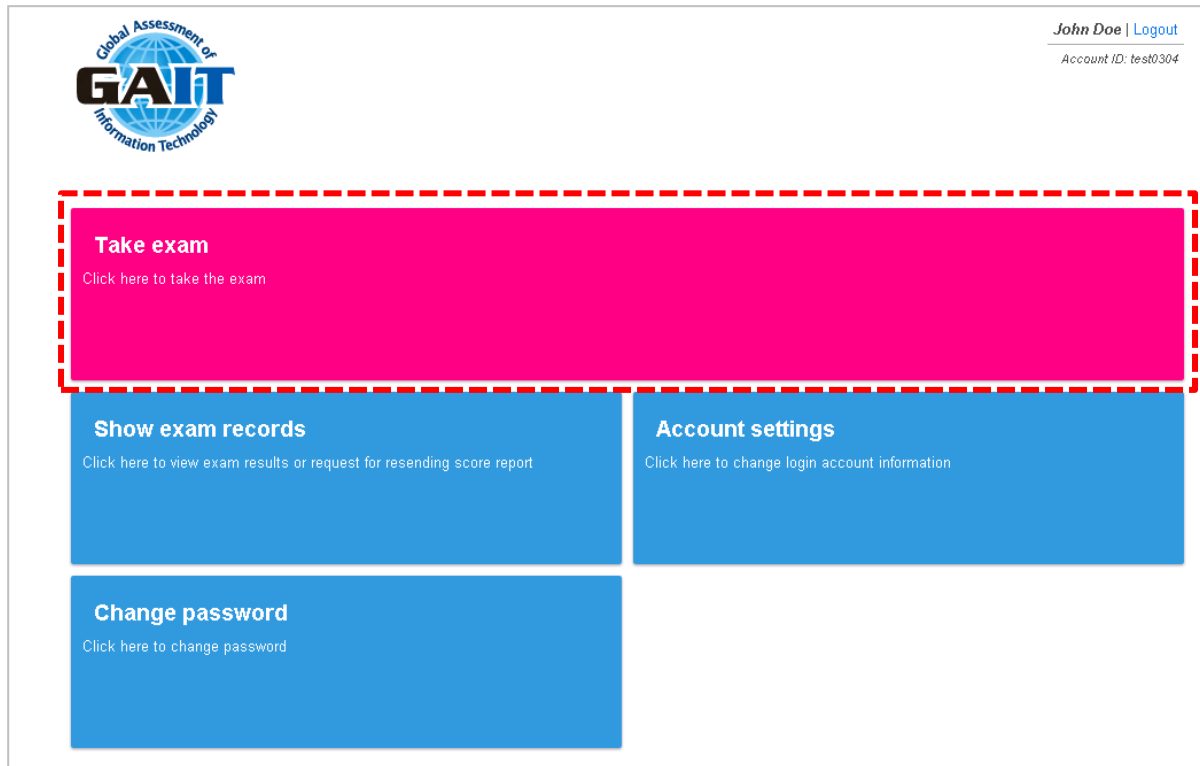 Global Assessment of
GAIT
Information Technology
John Doe | Logout
Account ID: test0304
Take exam
Click here to take the exam
Show exam records
Click here to view exam results or request for resending score report
Account settings
Click here to change login account information
Change password
Click here to change password